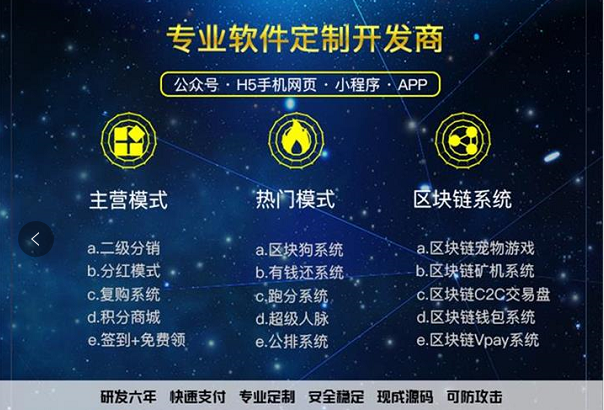 专业软件定制开发商
公众号 · H5手机网页 · 小程序 · APP
主营模式
a.二级分销
b.分红模式
c.复购系统
d.积分商城
e.签到+免费领
热门模式
a.区块狗系统
b.有钱还系统
c.跑分系统
d.超级人脉
e.公排系统
区块链系统
a.区块链宠物游戏
b.区块链矿机系统
c.区块链C2C交易盘
d.区块链钱包系统
e.区块链Vpay系统
研发六年 快速支付 专业定制 安全稳定 现成源码 可防攻击